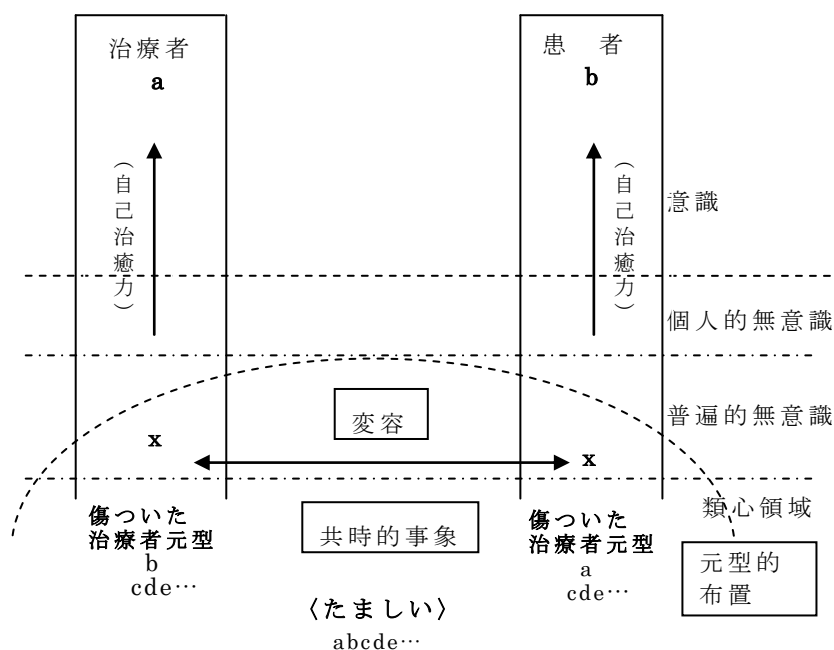 治療者
a
患　者
b
（自己治癒力）
（自己治癒力）
意識
個人的無意識
普遍的無意識
変容
x
x
類心領域
傷ついた
治療者元型
b
cde…
共時的事象
傷ついた
治療者元型
a
cde…
元型的
布置
〈たましい〉
abcde…